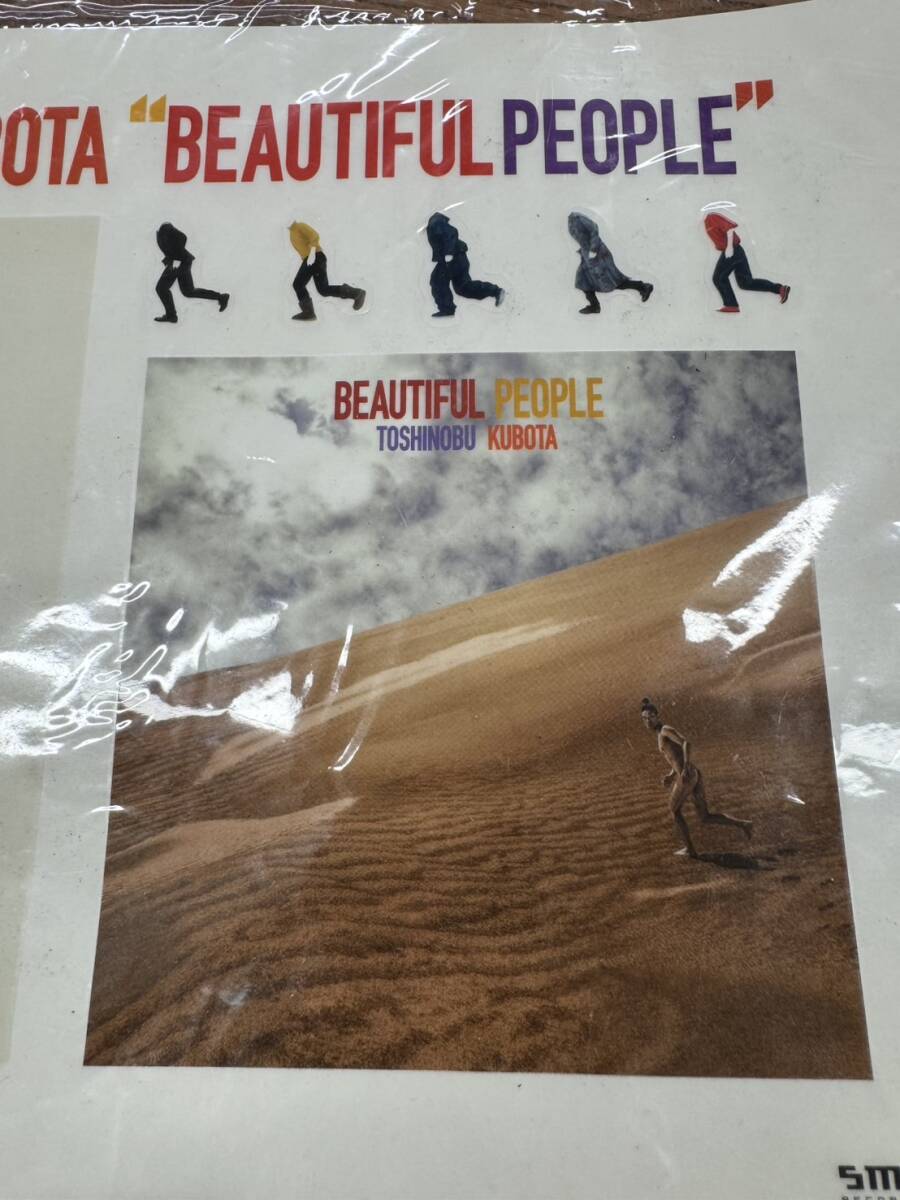 OTA “BEAUTIFUL PEOPLE”
BEAUTIFUL PEOPLE
TOSHINOBU KUBOTA
SM